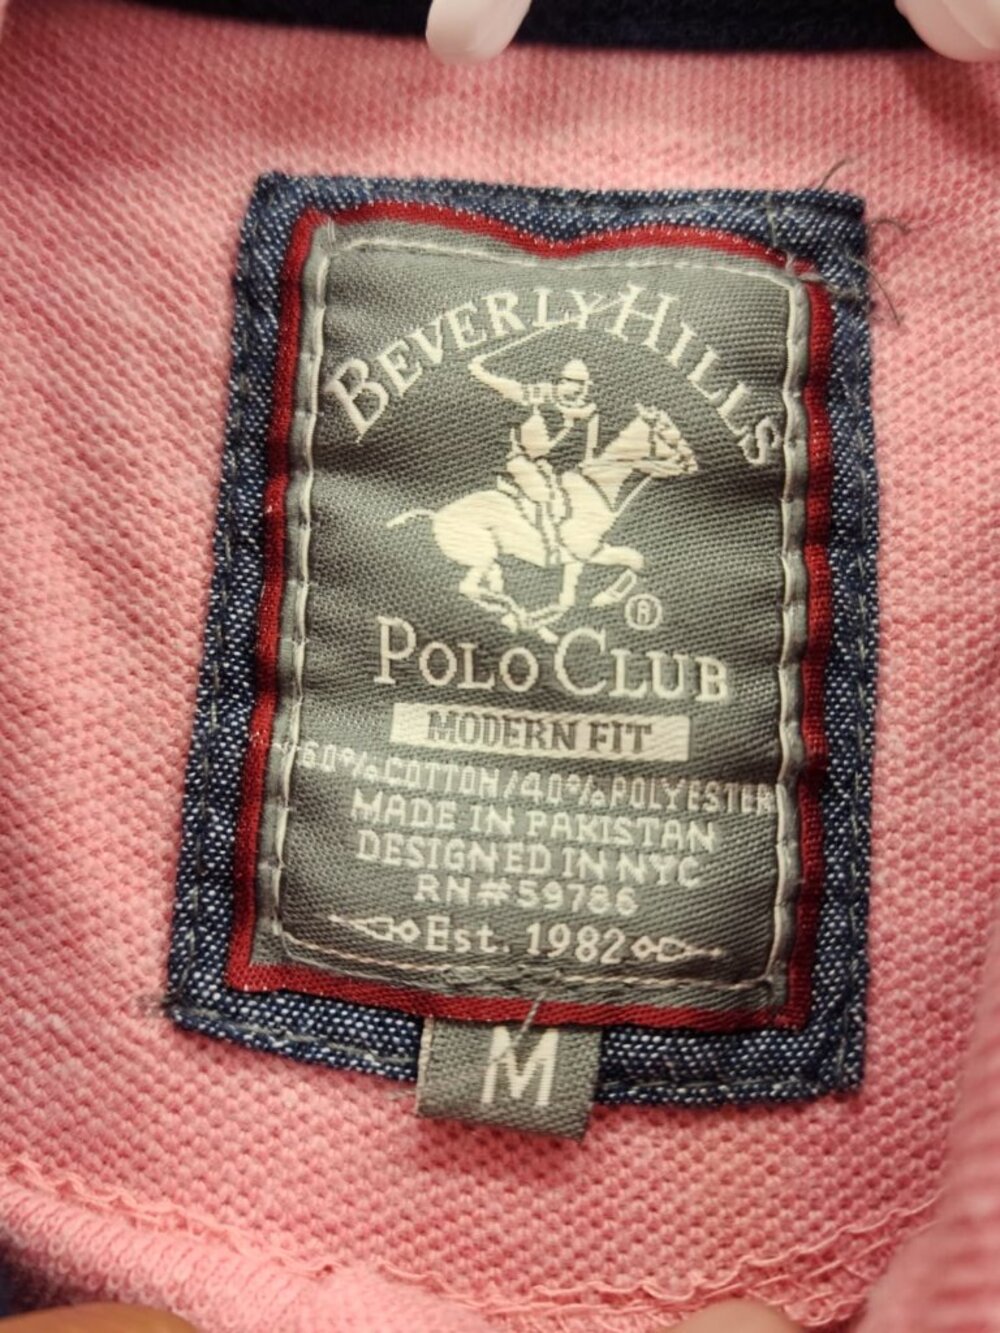 BEVERLY HILLS
®
POLO CLUB
MODERN FIT
60%COTTON/40%POLYESTER
MADE IN PAKISTAN
DESIGNED IN NYC
RN#59786
Est. 1982
M